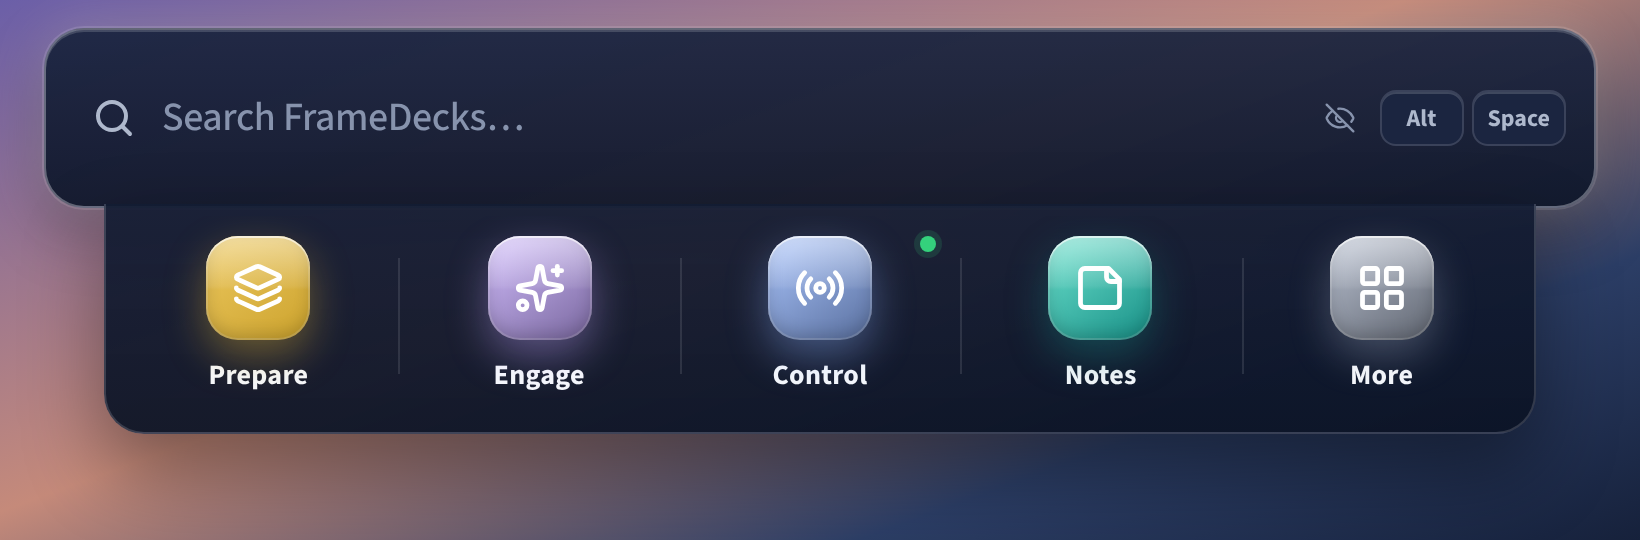 Search FrameDecks...
Alt
Space
Prepare
Engage
Control
Notes
More